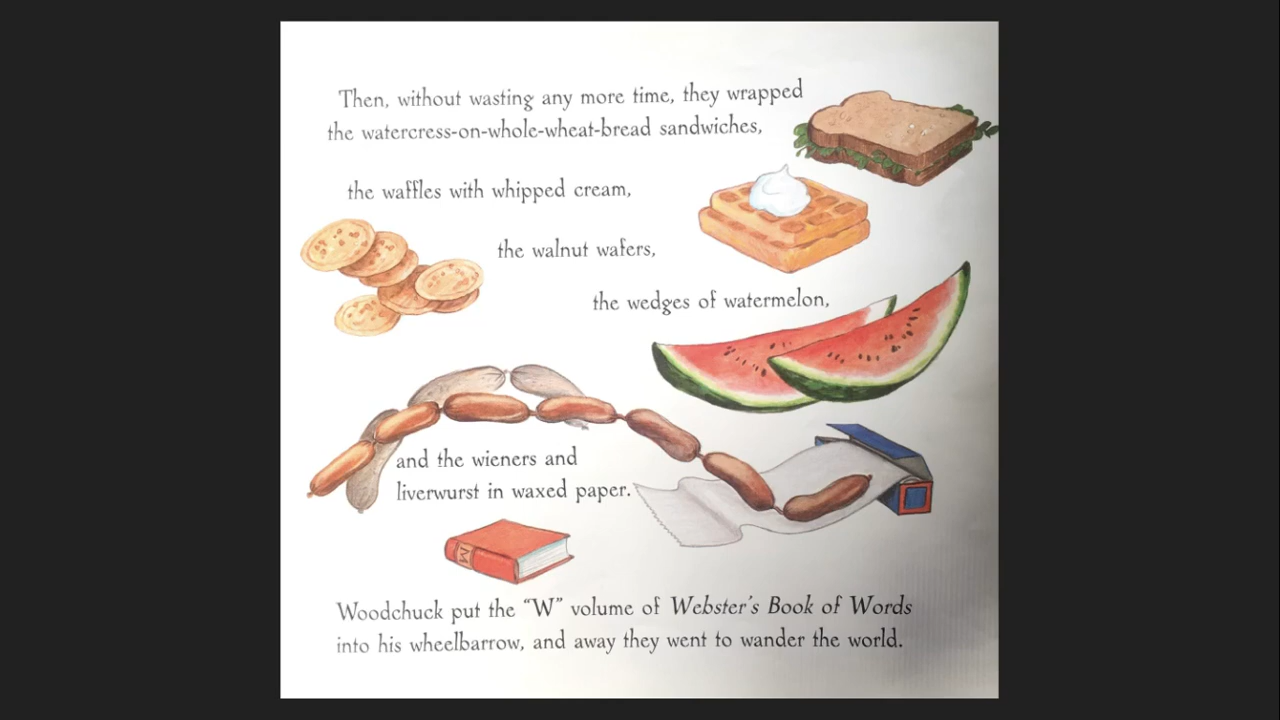 Then, without wasting any more time, they wrapped
the watercress-on-whole-wheat-bread sandwiches,
the waffles with whipped cream,
the walnut wafers,
the wedges of watermelon,
and the wieners and
liverwurst in waxed paper.
W
Woodchuck put the “W” volume of Webster's Book of Words
into his wheelbarrow, and away they went to wander the world.